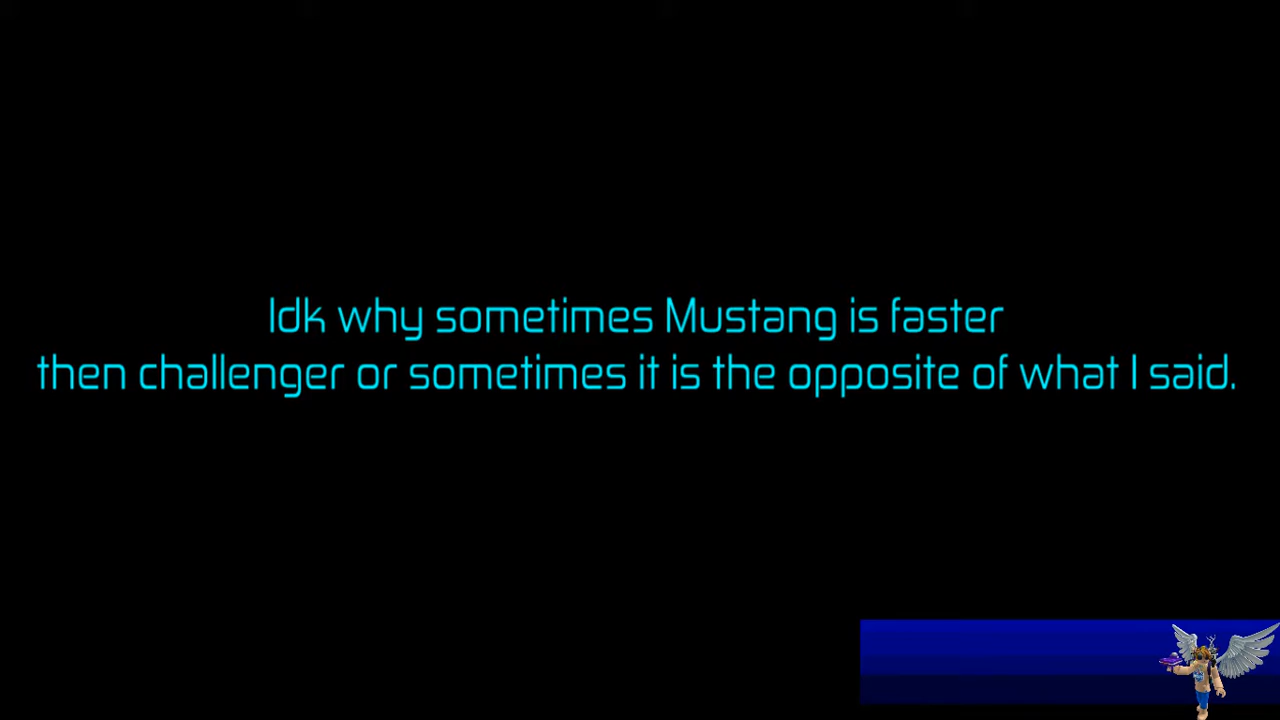 Idk why sometimes Mustang is faster
then challenger or sometimes it is the opposite of what I said.